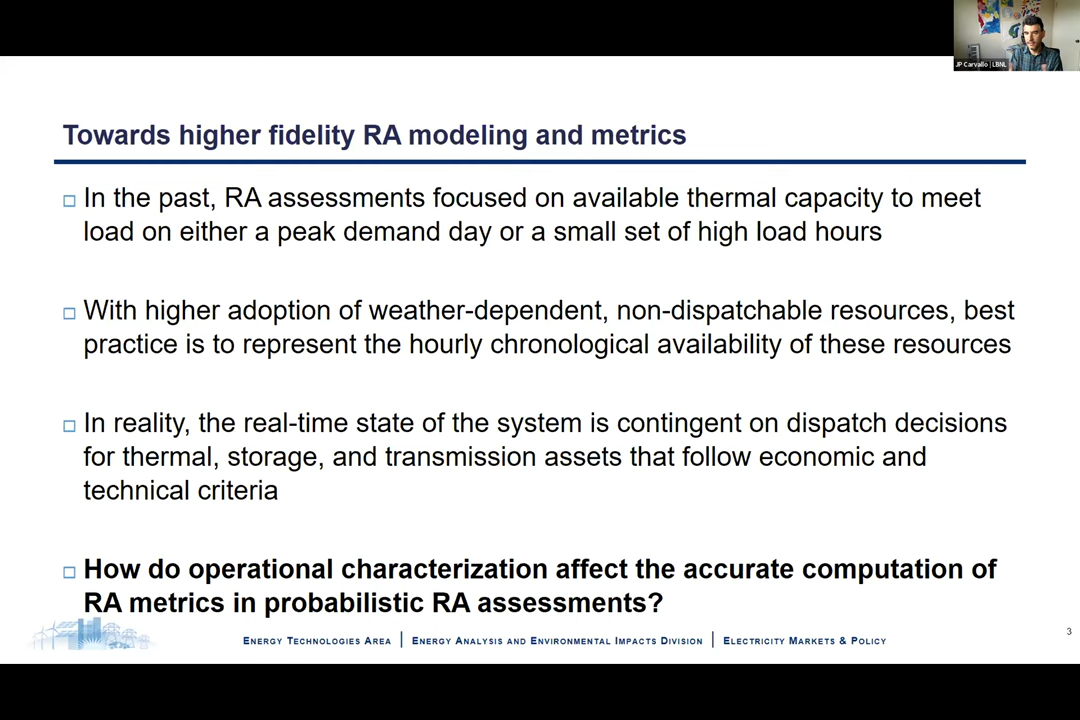 JP Carvallo | LBNL
Towards higher fidelity RA modeling and metrics
In the past, RA assessments focused on available thermal capacity to meet
load on either a peak demand day or a small set of high load hours
With higher adoption of weather-dependent, non-dispatchable resources, best
practice is to represent the hourly chronological availability of these resources
In reality, the real-time state of the system is contingent on dispatch decisions
for thermal, storage, and transmission assets that follow economic and
technical criteria
How do operational characterization affect the accurate computation of
RA metrics in probabilistic RA assessments?
Energy Technologies Area | Energy Analysis and Environmental Impacts Division | Electricity Markets & Policy
3